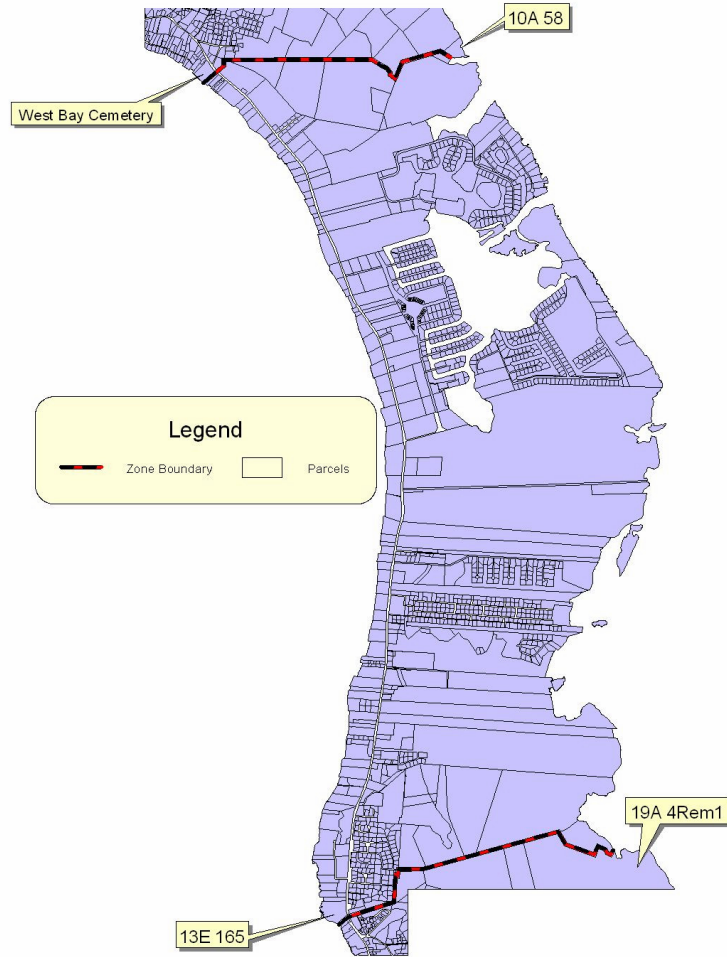 10A 58
West Bay Cemetery
Legend
Zone Boundary Parcels
19A 4Rem1
13E 165